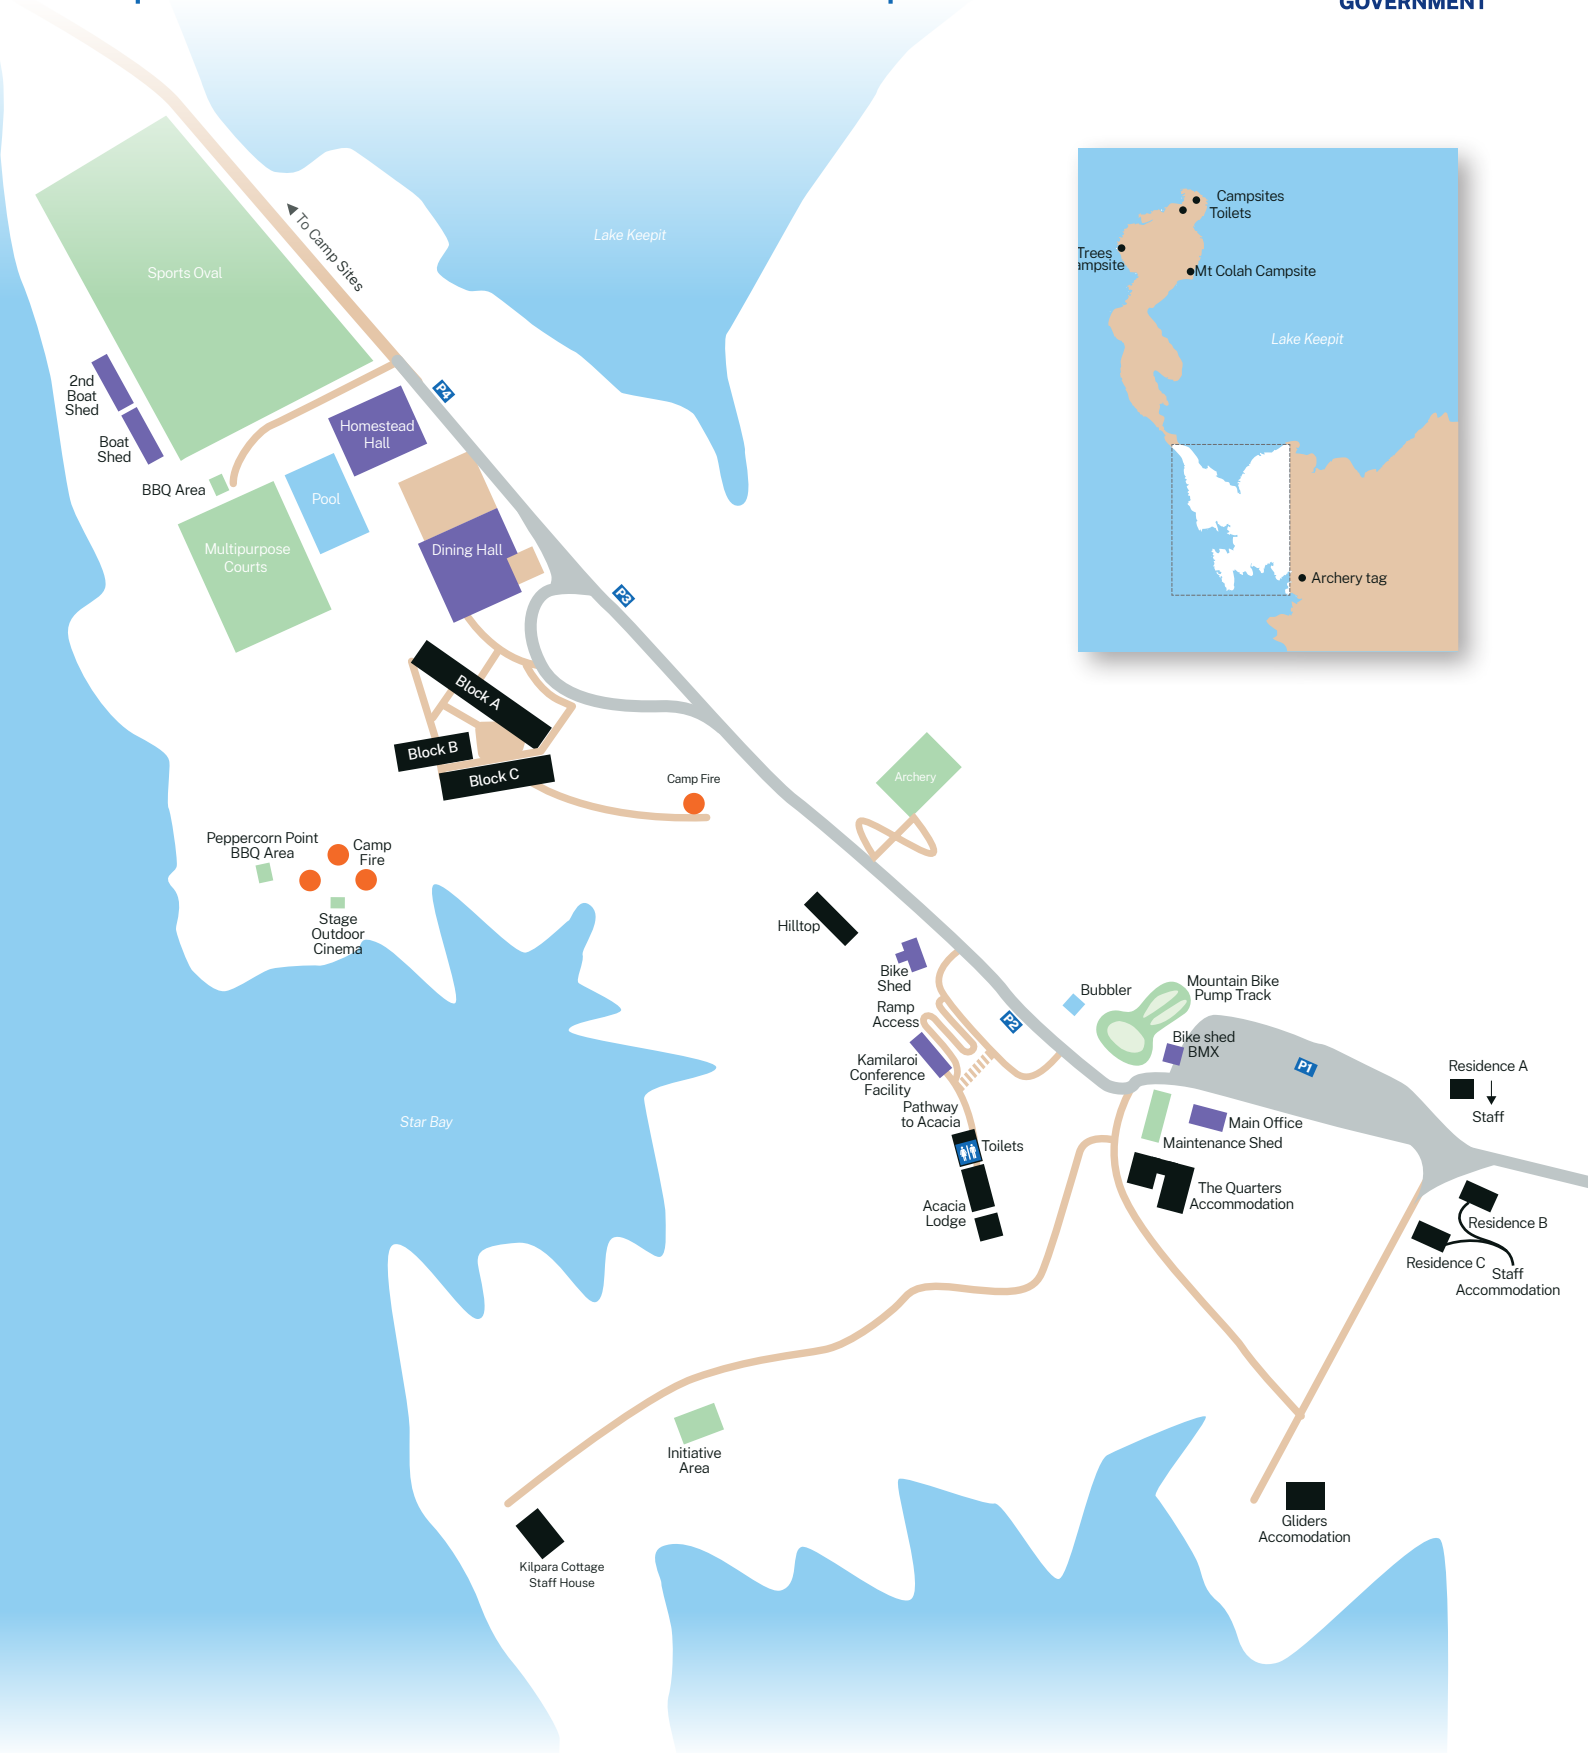 GOVERNMENT
To Camp Sites
Lake Keepit
Sports Oval
P4
2nd
Boat
Shed
Boat
Shed
BBQ Area
Homestead
Hall
Pool
Multipurpose
Courts
Dining Hall
P3
Block A
Block B
Block C
Camp Fire
Archery
Peppercorn Point
BBQ Area
Camp
Fire
Stage
Outdoor
Cinema
Hilltop
Bike
Shed
Ramp
Access
Kamilaroi
Conference
Facility
Pathway
to Acacia
P2
Bubbler
Mountain Bike
Pump Track
Bike shed
BMX
P1
Residence A
Staff
Main Office
Maintenance Shed
Toilets
The Quarters
Accommodation
Acacia
Lodge
Residence B
Residence C
Staff
Accommodation
Star Bay
Initiative
Area
Kilpara Cottage
Staff House
Gliders
Accomodation
Campsites
Toilets
Trees
ampsite
Mt Colah Campsite
Lake Keepit
Archery tag